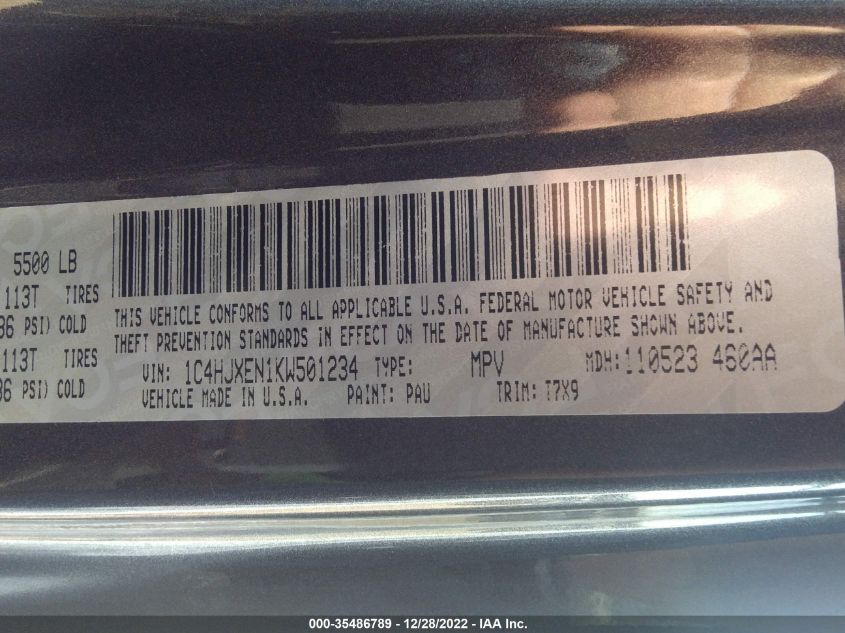 5500 LB
113T TIRES
36 PSI) COLD
113T TIRES
36 PSI) COLD
THIS VEHICLE CONFORMS TO ALL APPLICABLE U.S.A. FEDERAL MOTOR VEHICLE SAFETY AND
THEFT PREVENTION STANDARDS IN EFFECT ON THE DATE OF MANUFACTURE SHOWN ABOVE.
VIN: 1C4HJXEN1KW501234 TYPE: MPV MDH:110523 460AA
VEHICLE MADE IN U.S.A. PAINT: PAU TRIM: T7X9
000-35486789 — 12/28/2022 — IAA Inc.